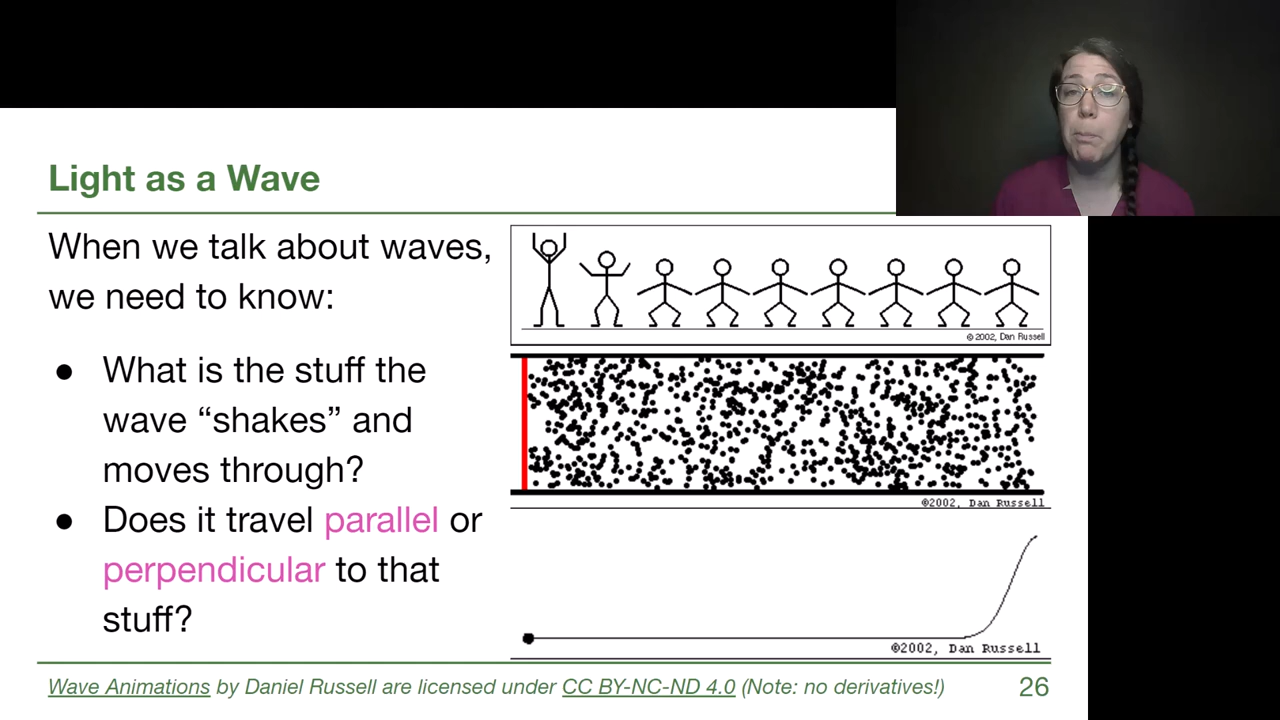 Light as a Wave
When we talk about waves,
we need to know:
● What is the stuff the
wave “shakes” and
moves through?
● Does it travel parallel or
perpendicular to that
stuff?
© 2002, Dan Russell
©2002, Dan Russell
©2002, Dan Russell
Wave Animations by Daniel Russell are licensed under CC BY-NC-ND 4.0 (Note: no derivatives!)
26